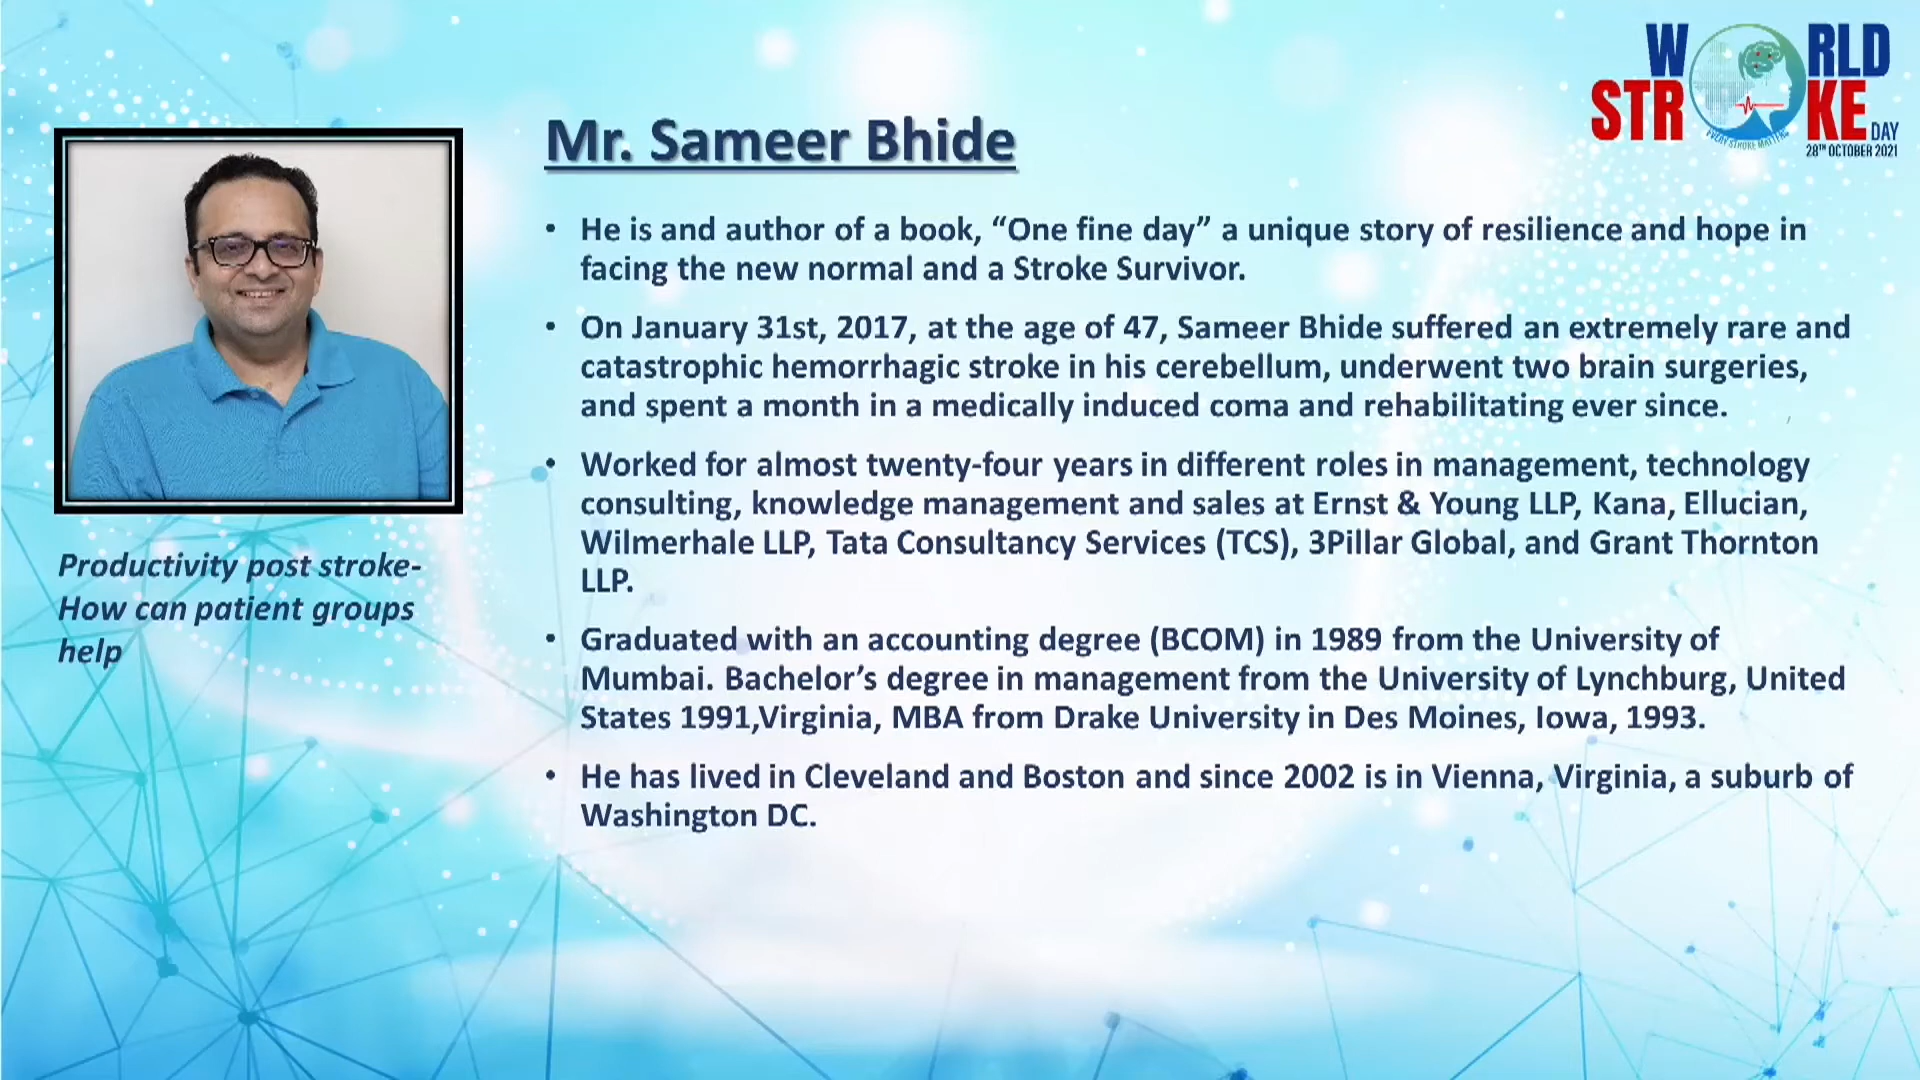 W RLD
STR KE DAY
EVERY STROKE MATTERS
28TH OCTOBER 2021
Mr. Sameer Bhide
• He is and author of a book, “One fine day” a unique story of resilience and hope in
facing the new normal and a Stroke Survivor.
• On January 31st, 2017, at the age of 47, Sameer Bhide suffered an extremely rare and
catastrophic hemorrhagic stroke in his cerebellum, underwent two brain surgeries,
and spent a month in a medically induced coma and rehabilitating ever since.
• Worked for almost twenty-four years in different roles in management, technology
consulting, knowledge management and sales at Ernst & Young LLP, Kana, Ellucian,
Wilmerhale LLP, Tata Consultancy Services (TCS), 3Pillar Global, and Grant Thornton
LLP.
• Graduated with an accounting degree (BCOM) in 1989 from the University of
Mumbai. Bachelor’s degree in management from the University of Lynchburg, United
States 1991,Virginia, MBA from Drake University in Des Moines, Iowa, 1993.
• He has lived in Cleveland and Boston and since 2002 is in Vienna, Virginia, a suburb of
Washington DC.
Productivity post stroke-
How can patient groups
help